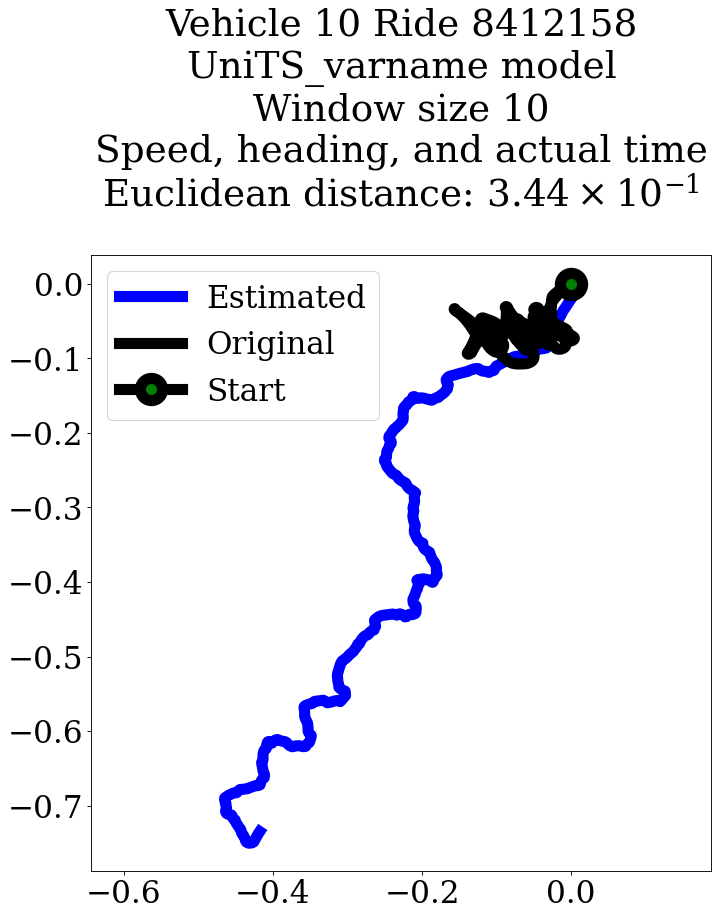 Vehicle 10 Ride 8412158
UniTS_varname model
Window size 10
Speed, heading, and actual time
Euclidean distance: 3.44 × 10⁻¹
Estimated
Original
Start
0.0
−0.1
−0.2
−0.3
−0.4
−0.5
−0.6
−0.7
−0.6 −0.4 −0.2 0.0